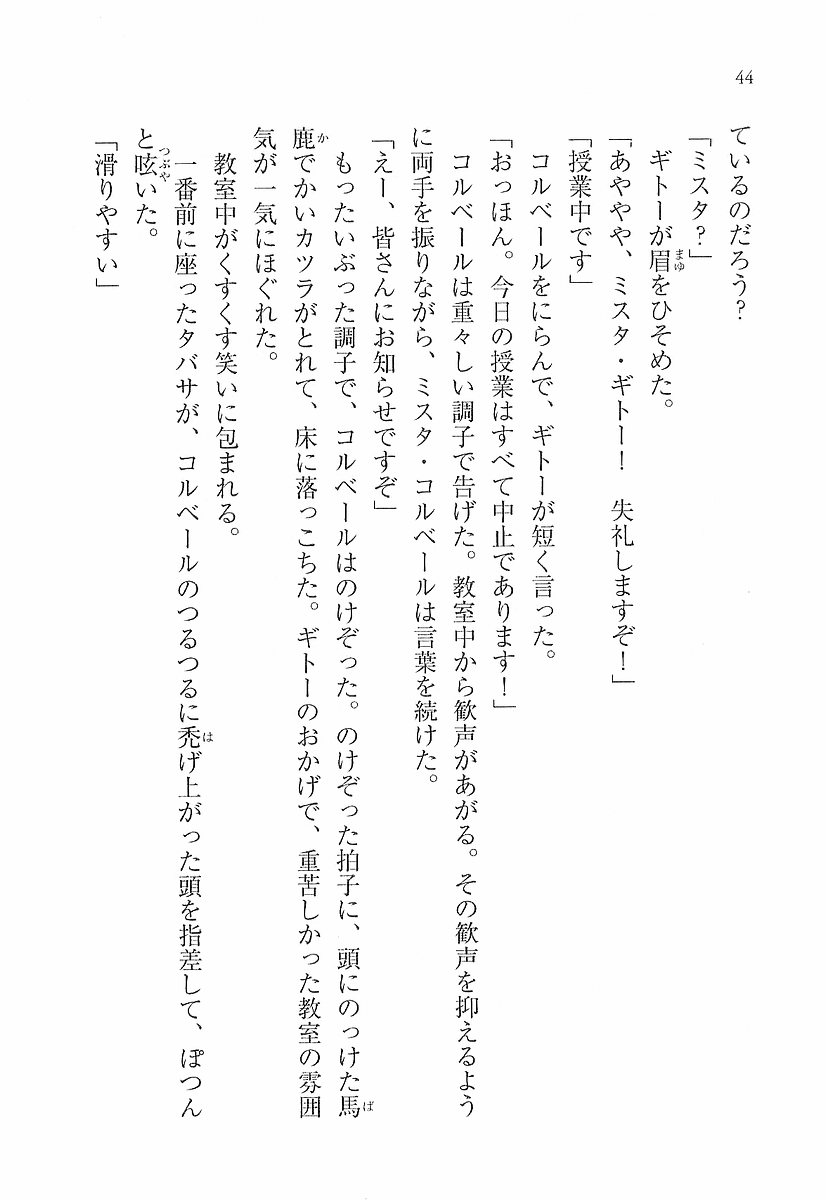 44
ているのだろう？
「ミスタ？」
ギトーが眉をひそめた。
「あややや、ミスタ・ギトー！　失礼しますぞ！」
「授業中です」
コルベールをにらんで、ギトーが短く言った。
「おっほん。今日の授業はすべて中止であります！」
コルベールは重々しい調子で告げた。教室中から歓声があがる。その歓声を抑えるよう
に両手を振りながら、ミスタ・コルベールは言葉を続けた。
「えー、皆さんにお知らせですぞ」
もったいぶった調子で、コルベールはのけぞった。のけぞった拍子に、頭にのっけた馬
鹿でかいカツラがとれて、床に落っこちた。ギトーのおかげで、重苦しかった教室の雰囲
気が一気にほぐれた。
教室中がくすくす笑いに包まれる。
一番前に座ったタバサが、コルベールのつるつるに禿げ上がった頭を指差して、ぽつん
と呟いた。
「滑りやすい」